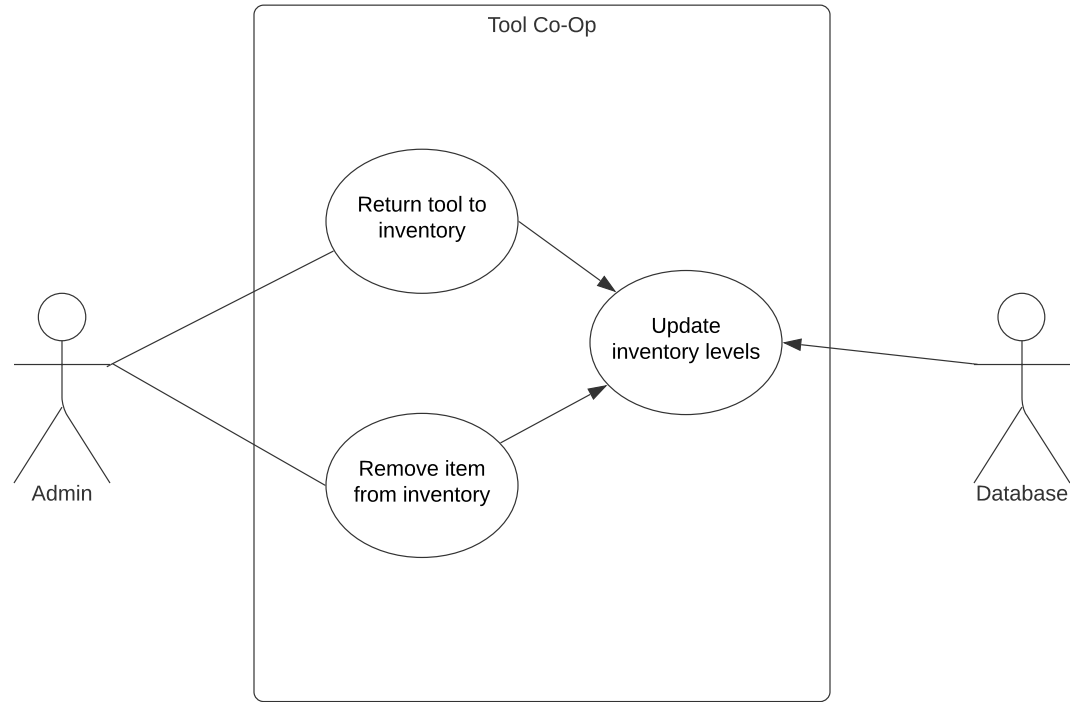 Tool Co-Op
Return tool to
inventory
Update
inventory levels
Remove item
from inventory
Admin
Database